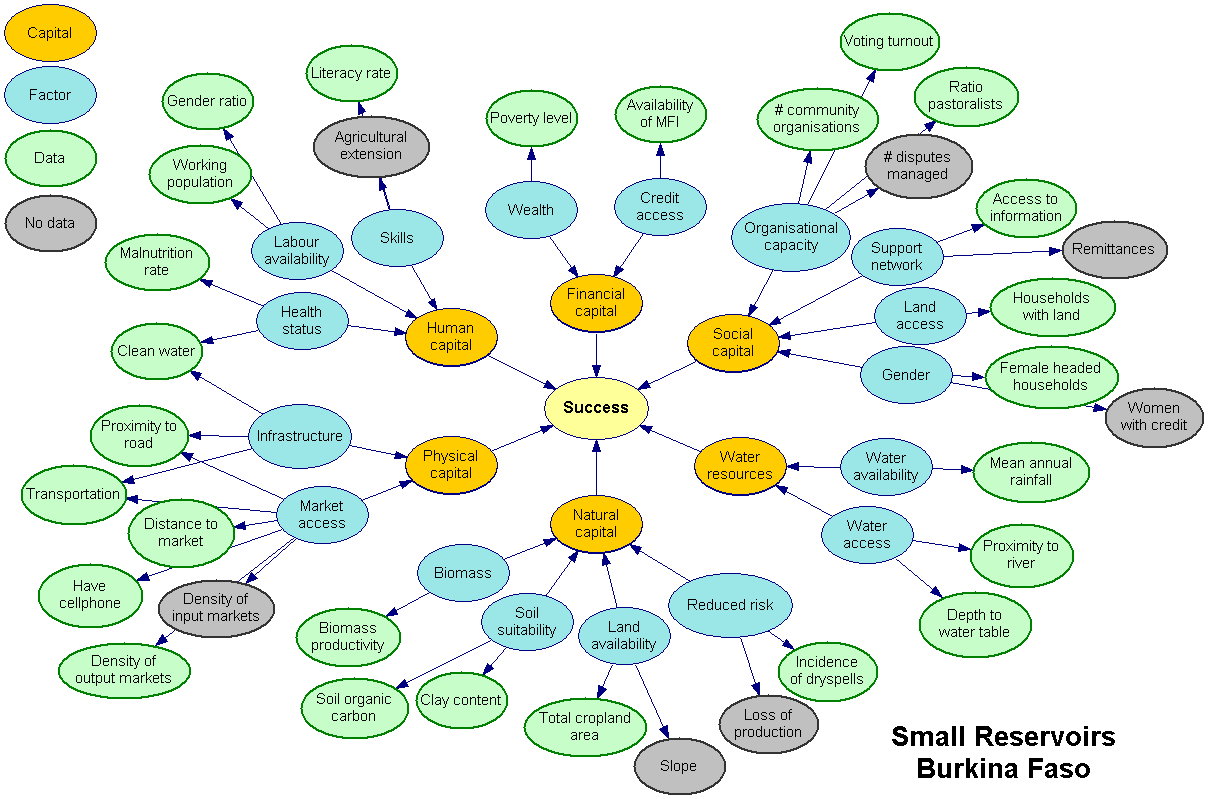 Capital
Factor
Data
No data
Voting turnout
Literacy rate
Gender ratio
Ratio
pastoralists
# community
organisations
Poverty level
Availability
of MFI
Agricultural
extension
# disputes
managed
Working
population
Access to
information
Wealth
Credit
access
Labour
availability
Skills
Organisational
capacity
Support
network
Remittances
Malnutrition
rate
Financial
capital
Households
with land
Health
status
Land
access
Human
capital
Social
capital
Clean water
Gender
Female headed
households
Women
with credit
Success
Proximity to
road
Infrastructure
Physical
capital
Water
resources
Water
availability
Mean annual
rainfall
Transportation
Market
access
Distance to
market
Natural
capital
Water
access
Proximity to
river
Biomass
Have
cellphone
Density of
input markets
Soil
suitability
Land
availability
Reduced risk
Depth to
water table
Biomass
productivity
Density of
output markets
Incidence
of dryspells
Soil organic
carbon
Clay content
Total cropland
area
Loss of
production
Slope
Small Reservoirs
Burkina Faso